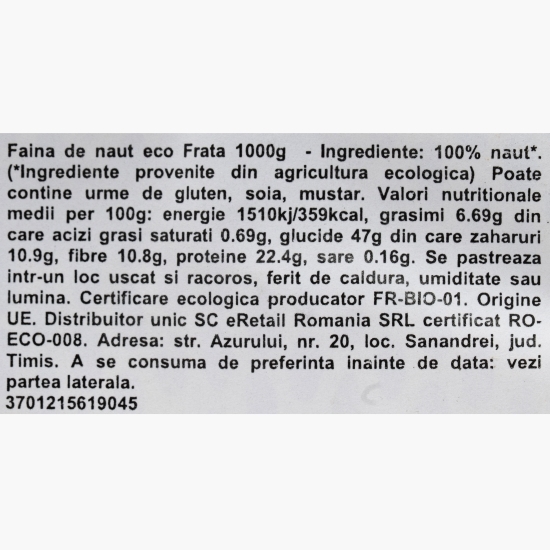 Faina de naut eco Frata 1000g - Ingrediente: 100% naut*.
(*Ingrediente provenite din agricultura ecologica) Poate
contine urme de gluten, soia, mustar. Valori nutritionale
medii per 100g: energie 1510kj/359kcal, grasimi 6.69g din
care acizi grasi saturati 0.69g, glucide 47g din care zaharuri
10.9g, fibre 10.8g, proteine 22.4g, sare 0.16g. Se pastreaza
intr-un loc uscat si racoros, ferit de caldura, umiditate sau
lumina. Certificare ecologica producator FR-BIO-01. Origine
UE. Distribuitor unic SC eRetail Romania SRL certificat RO-
ECO-008. Adresa: str. Azurului, nr. 20, loc. Sanandrei, jud.
Timis. A se consuma de preferinta inainte de data: vezi
partea laterala.
3701215619045